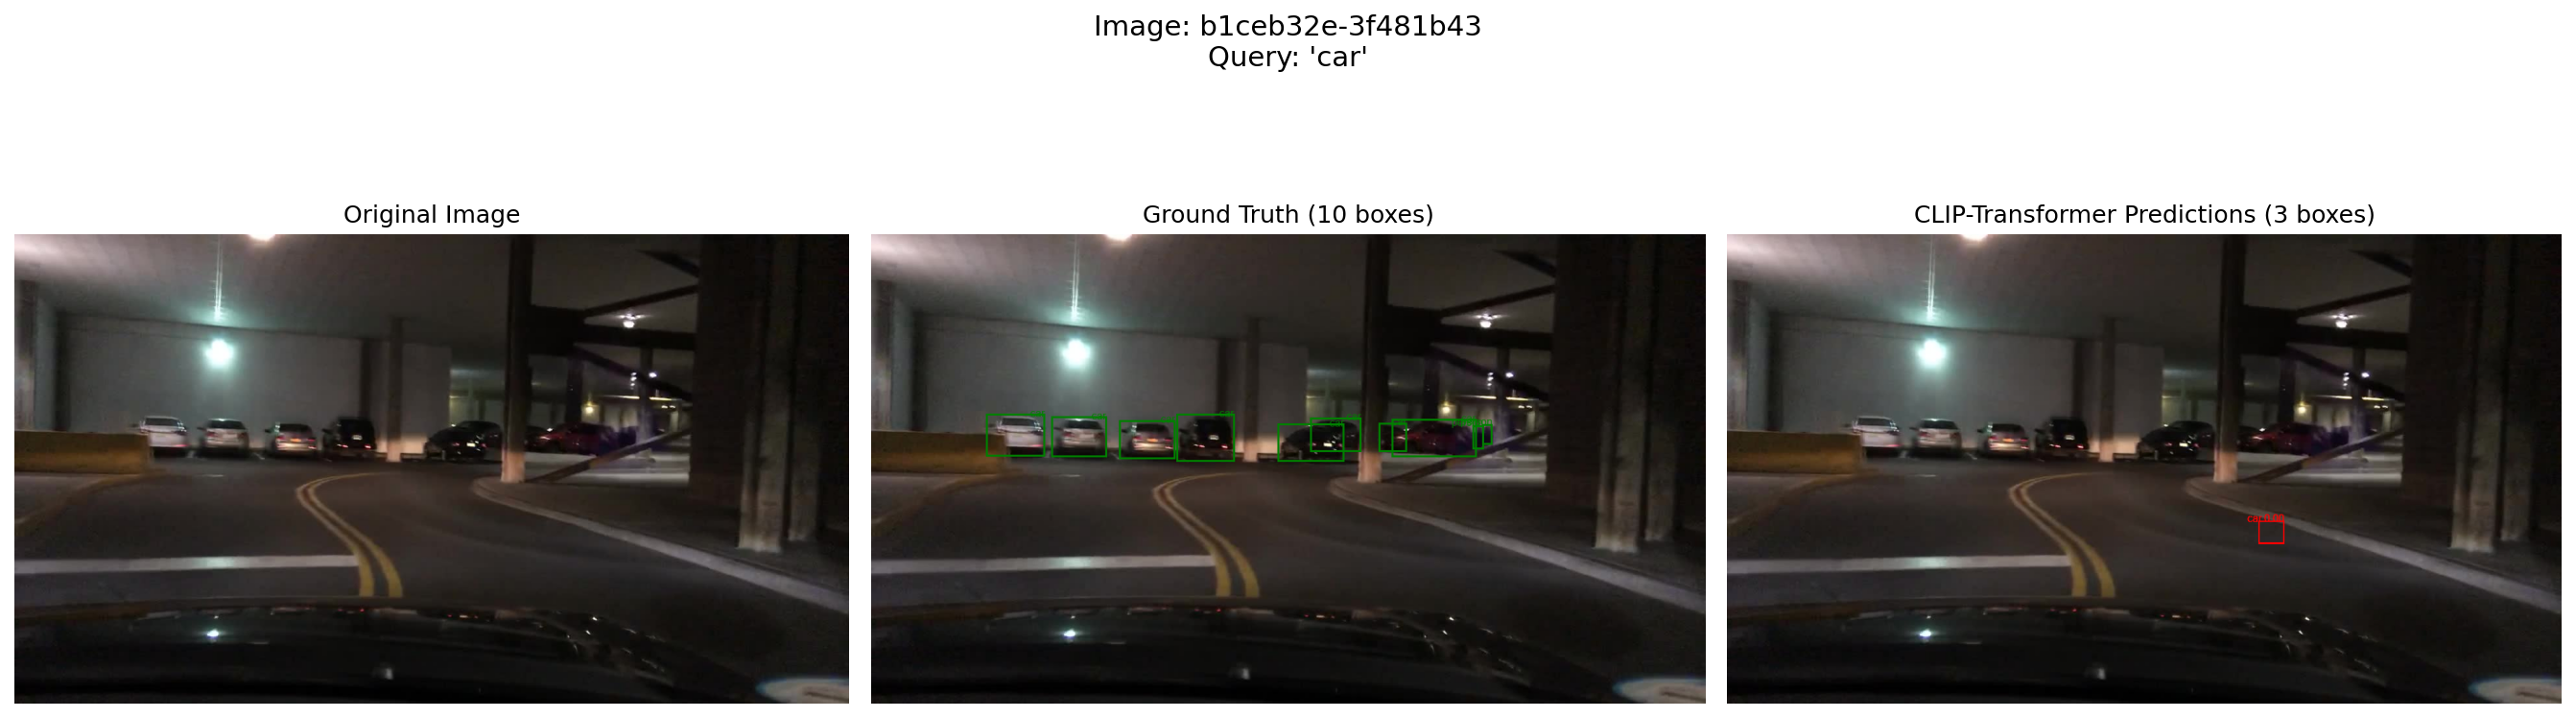 Image: b1ceb32e-3f481b43
Query: 'car'
Original Image
Ground Truth (10 boxes)
CLIP-Transformer Predictions (3 boxes)